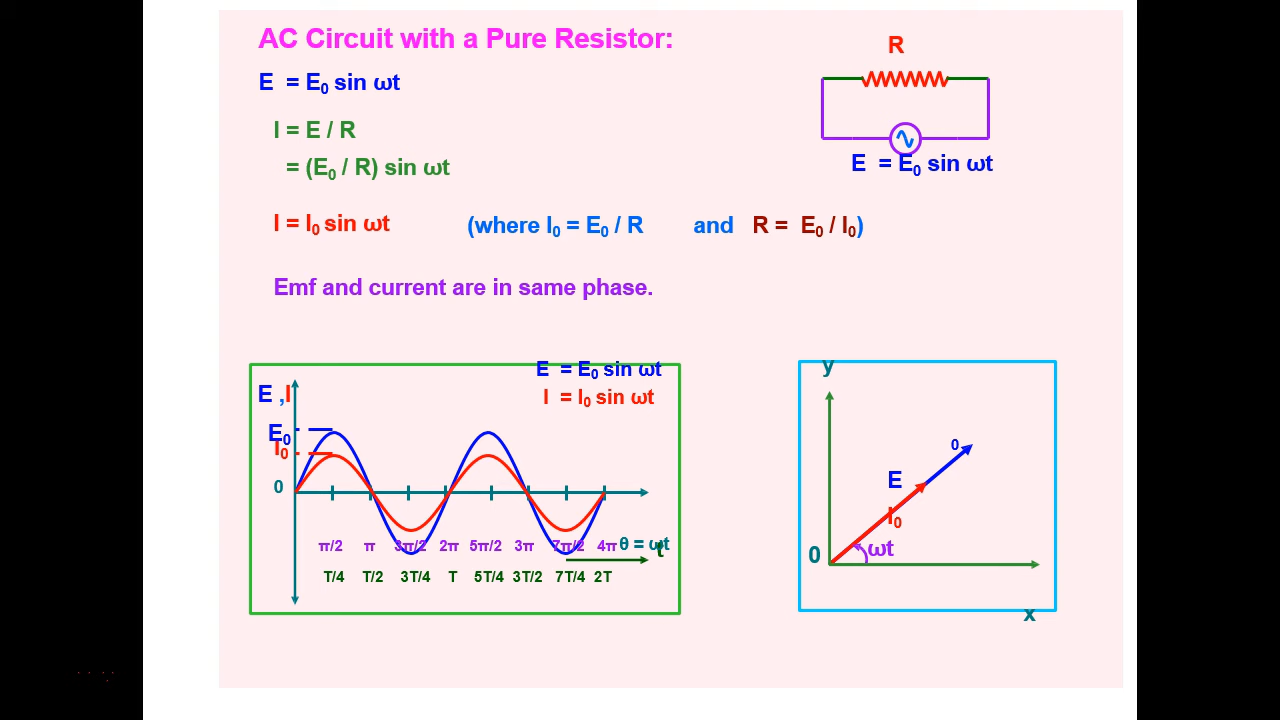 AC Circuit with a Pure Resistor:
R
E = E₀ sin ωt
I = E / R
= (E₀ / R) sin ωt
E = E₀ sin ωt
I = I₀ sin ωt (where I₀ = E₀ / R and R = E₀ / I₀)
Emf and current are in same phase.
E = E₀ sin ωt
I = I₀ sin ωt
E ,I
E₀
I₀
0
π/2 π 3π/2 2π 5π/2 3π 7π/2 4π θ = ωt
t
T/4 T/2 3T/4 T 5T/4 3T/2 7T/4 2T
y
0
E
I₀
ωt
0
x